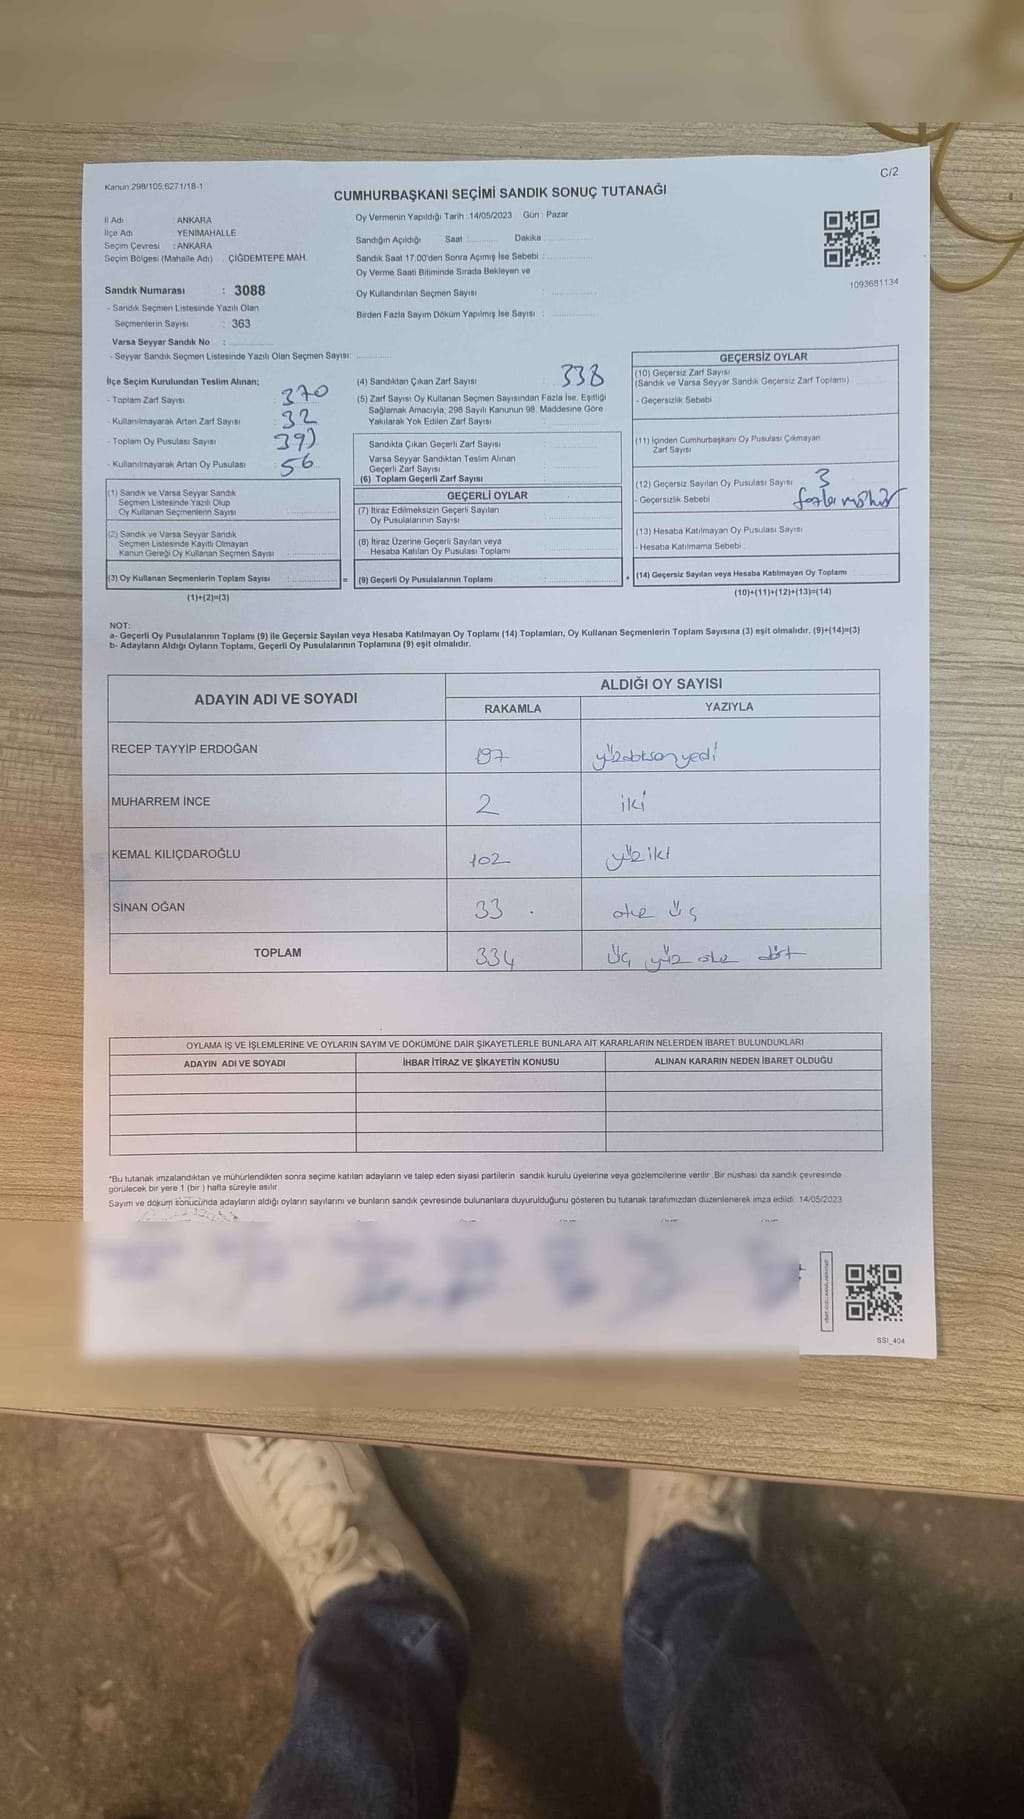 Kanun 298/105,6271/18-1
C/2
CUMHURBAŞKANI SEÇİMİ SANDIK SONUÇ TUTANAĞI
İl Adı ANKARA
İlçe Adı YENİMAHALLE
Seçim Çevresi : ANKARA
Seçim Bölgesi (Mahalle Adı) : ÇİĞDEMTEPE MAH.
Sandık Numarası : 3088
- Sandık Seçmen Listesinde Yazılı Olan
Seçmenlerin Sayısı : 363
Varsa Seyyar Sandık No :
- Seyyar Sandık Seçmen Listesinde Yazılı Olan Seçmen Sayısı:
Oy Vermenin Yapıldığı Tarih :14/05/2023 Gün : Pazar
Sandığın Açıldığı Saat : Dakika :
Sandık Saat 17:00'den Sonra Açımış İse Sebebi :
Oy Verme Saati Bitiminde Sırada Bekleyen ve
Oy Kullandırılan Seçmen Sayısı :
Birden Fazla Sayım Döküm Yapılmış İse Sayısı :
1093681134
İlçe Seçim Kurulundan Teslim Alınan;
- Toplam Zarf Sayısı : 370
- Kullanılmayarak Artan Zarf Sayısı : 32
- Toplam Oy Pusulası Sayısı
- Kullanılmayarak Artan Oy Pusulası : 56
(1) Sandık ve Varsa Seyyar Sandık
Seçmen Listesinde Yazılı Olup
Oy Kullanan Seçmenlerin Sayısı
(2) Sandık ve Varsa Seyyar Sandık
Seçmen Listesinde Kayıtlı Olmayan
Kanun Gereği Oy Kullanan Seçmen Sayısı
(3) Oy Kullanan Seçmenlerin Toplam Sayısı :
(1)+(2)=(3)
(4) Sandıktan Çıkan Zarf Sayısı : 338
(5) Zarf Sayısı Oy Kullanan Seçmen Sayısından Fazla İse, Eşitliği
Sağlamak Amacıyla; 298 Sayılı Kanunun 98. Maddesine Göre
Yakılarak Yok Edilen Zarf Sayısı
Sandıkta Çıkan Geçerli Zarf Sayısı
Varsa Seyyar Sandıktan Teslim Alınan
Geçerli Zarf Sayısı
(6) Toplam Geçerli Zarf Sayısı
GEÇERLİ OYLAR
(7) İtiraz Edilmeksizin Geçerli Sayılan
Oy Pusulalarının Sayısı
(8) İtiraz Üzerine Geçerli Sayılan veya
Hesaba Katılan Oy Pusulası Toplamı
=
(9) Geçerli Oy Pusulalarının Toplamı :
+
GEÇERSİZ OYLAR
(10) Geçersiz Zarf Sayısı
(Sandık ve Varsa Seyyar Sandık Geçersiz Zarf Toplamı)
- Geçersizlik Sebebi
(11) İçinden Cumhurbaşkanı Oy Pusulası Çıkmayan
Zarf Sayısı
(12) Geçersiz Sayılan Oy Pusulası Sayısı : 3
- Geçersizlik Sebebi : fazla mühür
(13) Hesaba Katılmayan Oy Pusulası Sayısı
- Hesaba Katılmama Sebebi
(14) Geçersiz Sayılan veya Hesaba Katılmayan Oy Toplamı
(10)+(11)+(12)+(13)=(14)
NOT:
a- Geçerli Oy Pusulalarının Toplamı (9) ile Geçersiz Sayılan veya Hesaba Katılmayan Oy Toplamı (14) Toplamları, Oy Kullanan Seçmenlerin Toplam Sayısına (3) eşit olmalıdır. (9)+(14)=(3)
b- Adayların Aldığı Oyların Toplamı, Geçerli Oy Pusulalarının Toplamına (9) eşit olmalıdır.
ADAYIN ADI VE SOYADI ALDIĞI OY SAYISI
RAKAMLA YAZIYLA
RECEP TAYYİP ERDOĞAN 197
MUHARREM İNCE 2 iki
KEMAL KILIÇDAROĞLU 102 yüziki
SİNAN OĞAN 33 otuz üç
TOPLAM 334 üç yüz otuz dört
OYLAMA İŞ VE İŞLEMLERİNE VE OYLARIN SAYIM VE DÖKÜMÜNE DAİR ŞİKAYETLERLE BUNLARA AİT KARARLARIN NELERDEN İBARET BULUNDUKLARI
ADAYIN ADI VE SOYADI İHBAR İTİRAZ VE ŞİKAYETİN KONUSU ALINAN KARARIN NEDEN İBARET OLDUĞU
*Bu tutanak imzalandıktan ve mühürlendikten sonra seçime katılan adayların ve talep eden siyasi partilerin sandık kurulu üyelerine veya gözlemcilerine verilir. Bir nüshası da sandık çevresinde
görülecek bir yere 1 (bir ) hafta süreyle asılır.
Sayım ve döküm sonucunda adayların aldığı oyların sayılarını ve bunların sandık çevresinde bulunanlara duyurulduğunu gösteren bu tutanak tarafımızdan düzenlenerek imza edildi. 14/05/2023
SSI_404